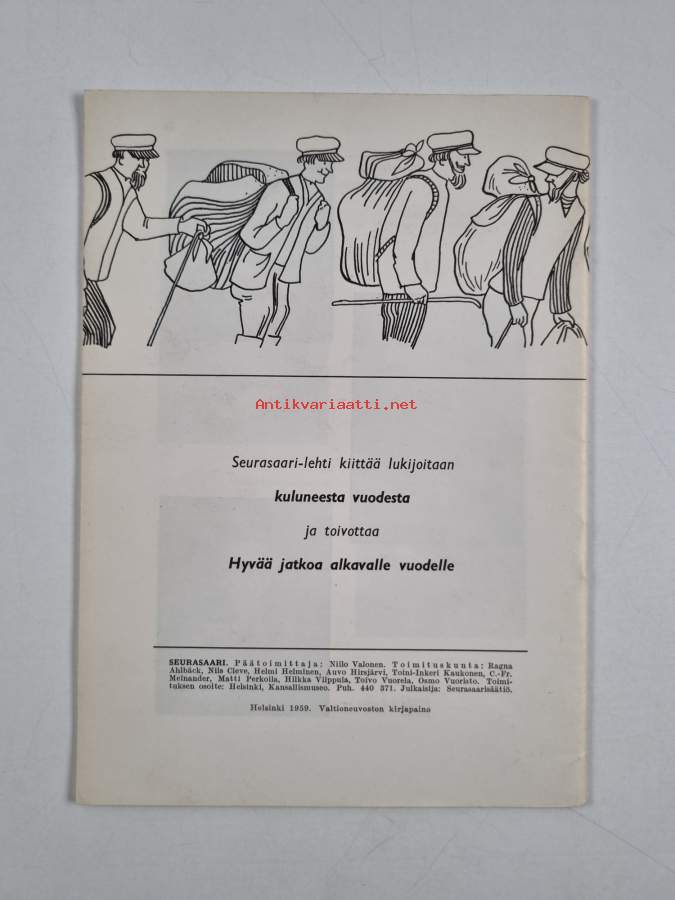 Antikvariaatti.net
Seurasaari-lehti kiittää lukijoitaan
kuluneesta vuodesta
ja toivottaa
Hyvää jatkoa alkavalle vuodelle
SEURASAARI. Päätoimittaja: Niilo Valonen. Toimituskunta: Ragna
Ahlbäck, Nils Cleve, Helmi Helminen, Auvo Hirsjärvi, Toini-Inkeri Kaukonen, C.-Fr.
Meinander, Matti Perkoila, Hilkka Vilppula, Toivo Vuorela, Osmo Vuoristo. Toimi-
tuksen osoite: Helsinki, Kansallismuseo. Puh. 440 371. Julkaisija: Seurasaarisäätiö.
Helsinki 1959. Valtioneuvoston kirjapaino